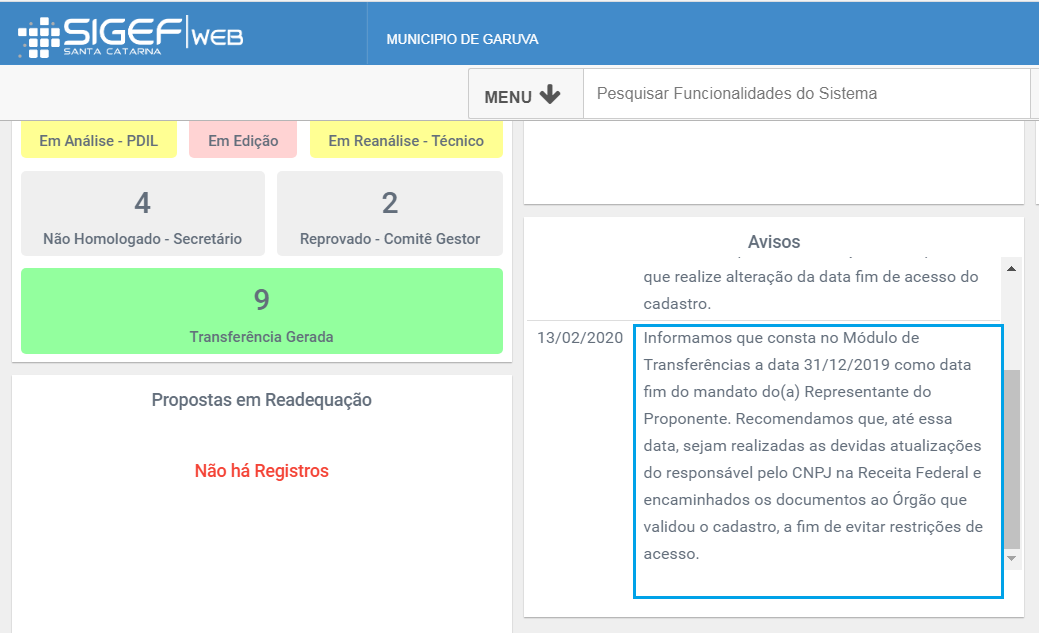 SIGEF WEB
SANTA CATARINA
MUNICIPIO DE GARUVA
MENU
Pesquisar Funcionalidades do Sistema
Em Análise - PDIL
Em Edição
Em Reanálise - Técnico
4
Não Homologado - Secretário
2
Reprovado - Comitê Gestor
9
Transferência Gerada
Propostas em Readequação
Não há Registros
Avisos
que realize alteração da data fim de acesso do
cadastro.
13/02/2020
Informamos que consta no Módulo de
Transferências a data 31/12/2019 como data
fim do mandato do(a) Representante do
Proponente. Recomendamos que, até essa
data, sejam realizadas as devidas atualizações
do responsável pelo CNPJ na Receita Federal e
encaminhados os documentos ao Órgão que
validou o cadastro, a fim de evitar restrições de
acesso.